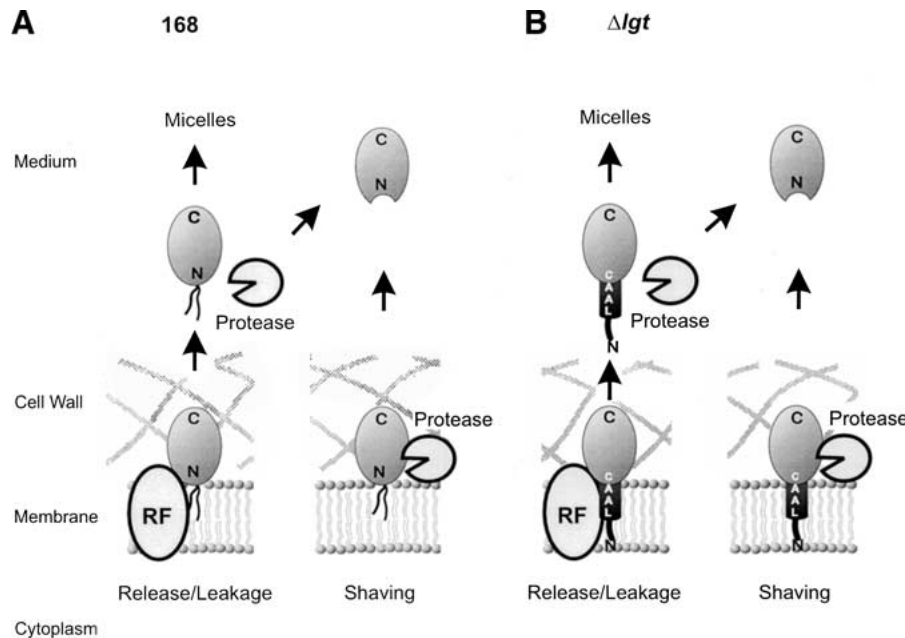 A 168
B Δlgt
Micelles
Micelles
Medium
C
N
C
N
C
N
C
C A A L
N
Protease
Protease
Cell Wall
C
N
C
N
Protease
C
C A A L
N
C
C A A L
N
Protease
Membrane
RF
RF
Release/Leakage
Shaving
Release/Leakage
Shaving
Cytoplasm